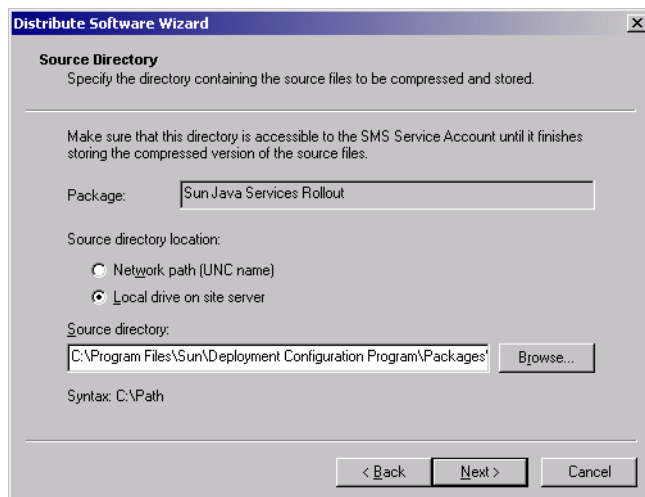 Distribute Software Wizard
Source Directory
Specify the directory containing the source files to be compressed and stored.
Make sure that this directory is accessible to the SMS Service Account until it finishes
storing the compressed version of the source files.
Package: Sun Java Services Rollout
Source directory location:
Network path (UNC name)
Local drive on site server
Source directory:
C:\Program Files\Sun\Deployment Configuration Program\Packages' Browse...
Syntax: C:\Path
< Back Next > Cancel